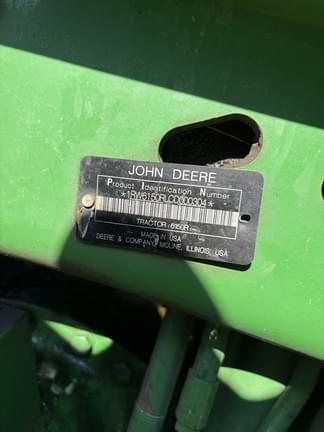 JOHN DEERE
Product Identification Number
*1RW6150RLCD000304*
TRACTOR 6150R
MADE IN USA
DEERE & COMPANY MOLINE, ILLINOIS, USA